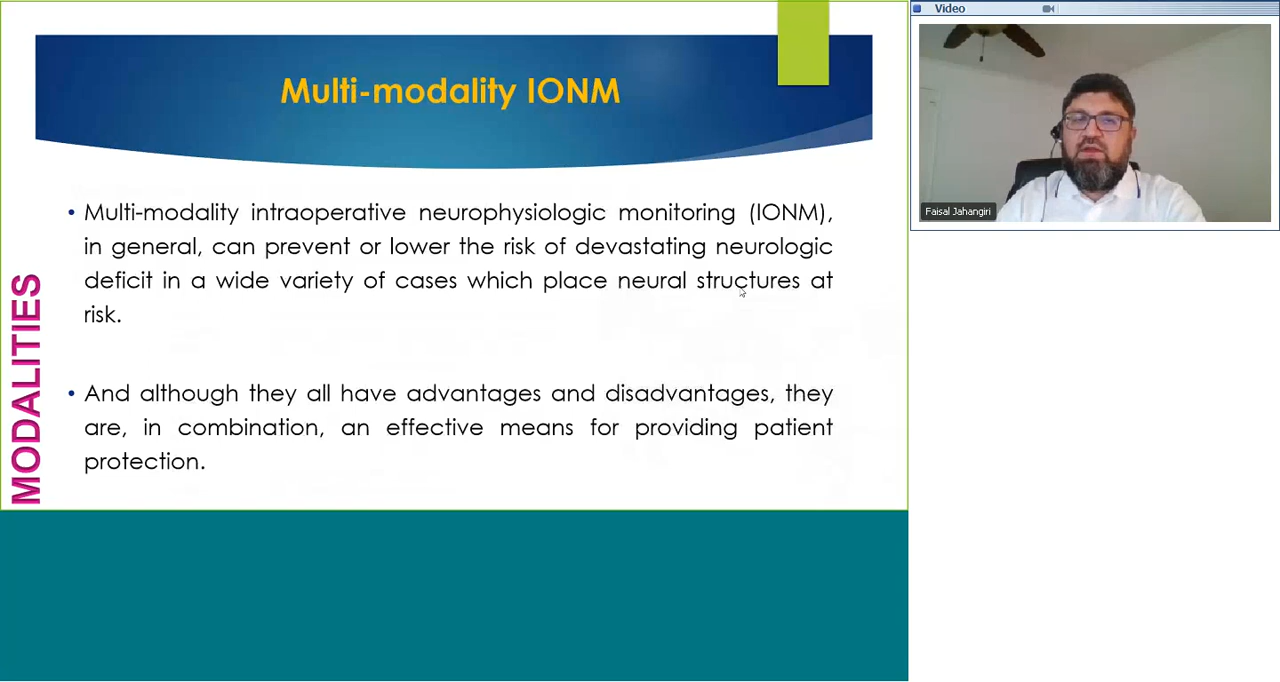 Multi-modality IONM
• Multi-modality intraoperative neurophysiologic monitoring (IONM),
in general, can prevent or lower the risk of devastating neurologic
deficit in a wide variety of cases which place neural structures at
risk.
• And although they all have advantages and disadvantages, they
are, in combination, an effective means for providing patient
protection.
MODALITIES
Video
Faisal Jahangiri